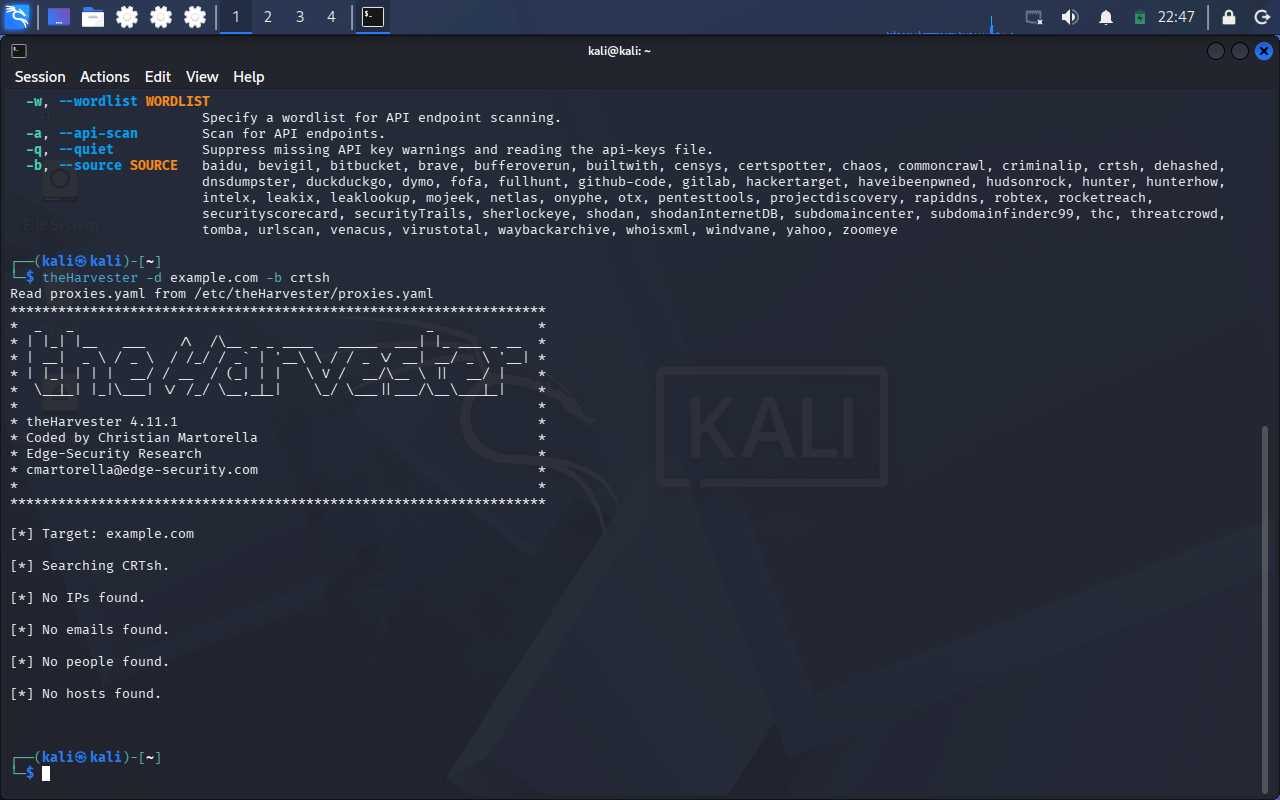 1 2 3 4 22:47
kali@kali: ~
Session Actions Edit View Help
-w, --wordlist WORDLIST
Home
Specify a wordlist for API endpoint scanning.
-a, --api-scan Scan for API endpoints.
-q, --quiet Suppress missing API key warnings and reading the api-keys file.
-b, --source SOURCE baidu, bevigil, bitbucket, brave, bufferoverun, builtwith, censys, certspotter, chaos, commoncrawl, criminalip, crtsh, dehashed,
dnsdumpster, duckduckgo, dymo, fofa, fullhunt, github-code, gitlab, hackertarget, haveibeenpwned, hudsonrock, hunter, hunterhow,
intelx, leakix, leaklookup, mojeek, netlas, onyphe, otx, pentesttools, projectdiscovery, rapiddns, robtex, rocketreach,
securityscorecard, securityTrails, sherlockeye, shodan, shodanInternetDB, subdomaincenter, subdomainfinderc99, thc, threatcrowd,
File System
tomba, urlscan, venacus, virustotal, waybackarchive, whoisxml, windvane, yahoo, zoomeye
┌──(kali㉿kali)-[~]
└─$ theHarvester -d example.com -b crtsh
Read proxies.yaml from /etc/theHarvester/proxies.yaml
*******************************************************************
theHarvester
* theHarvester 4.11.1 *
* Coded by Christian Martorella *
* Edge-Security Research *
* cmartorella@edge-security.com *
* *
*******************************************************************
KALI
[*] Target: example.com
[*] Searching CRTsh.
[*] No IPs found.
[*] No emails found.
[*] No people found.
[*] No hosts found.
┌──(kali㉿kali)-[~]
└─$